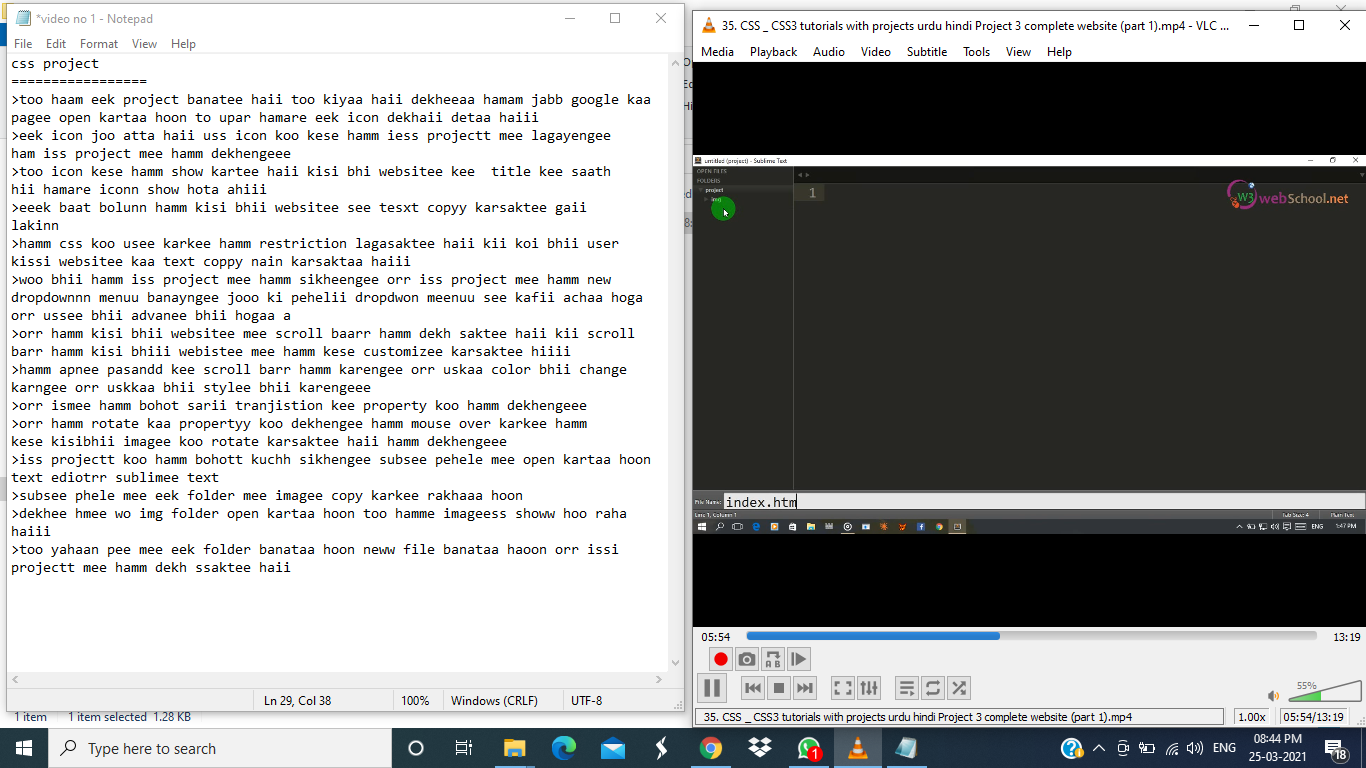 *video no 1 - Notepad
File Edit Format View Help
css project
=================
>too haam eek project banatee haii too kiyaa haii dekheeaa hamam jabb google kaa
pagee open kartaa hoon to upar hamare eek icon dekhaii detaa haiii
>eek icon joo atta haii uss icon koo kese hamm iess projectt mee lagayengee
ham iss project mee hamm dekhengeee
>too icon kese hamm show kartee haii kisi bhi websitee kee  title kee saath
hii hamare iconn show hota ahiii
>eeek baat bolunn hamm kisi bhii websitee see tesxt copyy karsaktee gaii
lakinn
>hamm css koo usee karkee hamm restriction lagasaktee haii kii koi bhii user
kissi websitee kaa text coppy nain karsaktaa haiii
>woo bhii hamm iss project mee hamm sikheengee orr iss project mee hamm new
dropdownnn menuu banayngee jooo ki pehelii dropdwon meenuu see kafii achaa hoga
orr ussee bhii advanee bhii hogaa a
>orr hamm kisi bhii websitee mee scroll baarr hamm dekh saktee haii kii scroll
barr hamm kisi bhiii webistee mee hamm kese customizee karsaktee hiiii
>hamm apnee pasandd kee scroll barr hamm karengee orr uskaa color bhii change
karngee orr uskkaa bhii stylee bhii karengeee
>orr ismee hamm bohot sarii tranjistion kee property koo hamm dekhengeee
>orr hamm rotate kaa propertyy koo dekhengee hamm mouse over karkee hamm
kese kisibhii imagee koo rotate karsaktee haii hamm dekhengeee
>iss projectt koo hamm bohott kuchh sikhengee subsee pehele mee open kartaa hoon
text ediotrr sublimee text
>subsee phele mee eek folder mee imagee copy karkee rakhaaa hoon
>dekhee hmee wo img folder open kartaa hoon too hamme imageess showw hoo raha
haiii
>too yahaan pee mee eek folder banataa hoon neww file banataa haoon orr issi
projectt mee hamm dekh ssaktee haii
Ln 29, Col 38 100% Windows (CRLF) UTF-8
1 item 1 item selected 1.28 KB
35. CSS _ CSS3 tutorials with projects urdu hindi Project 3 complete website (part 1).mp4 - VLC ...
Media Playback Audio Video Subtitle Tools View Help
untitled (project) - Sublime Text
OPEN FILES
FOLDERS
project
1
W3 webSchool.net
File Name: index.htm
Line 1, Column 1 Tab Size: 4 Plain Text
ENG 1:47 PM
05:54 13:19
A B
55%
35. CSS _ CSS3 tutorials with projects urdu hindi Project 3 complete website (part 1).mp4 1.00x 05:54/13:19
Type here to search
1
ENG
08:44 PM
25-03-2021
18